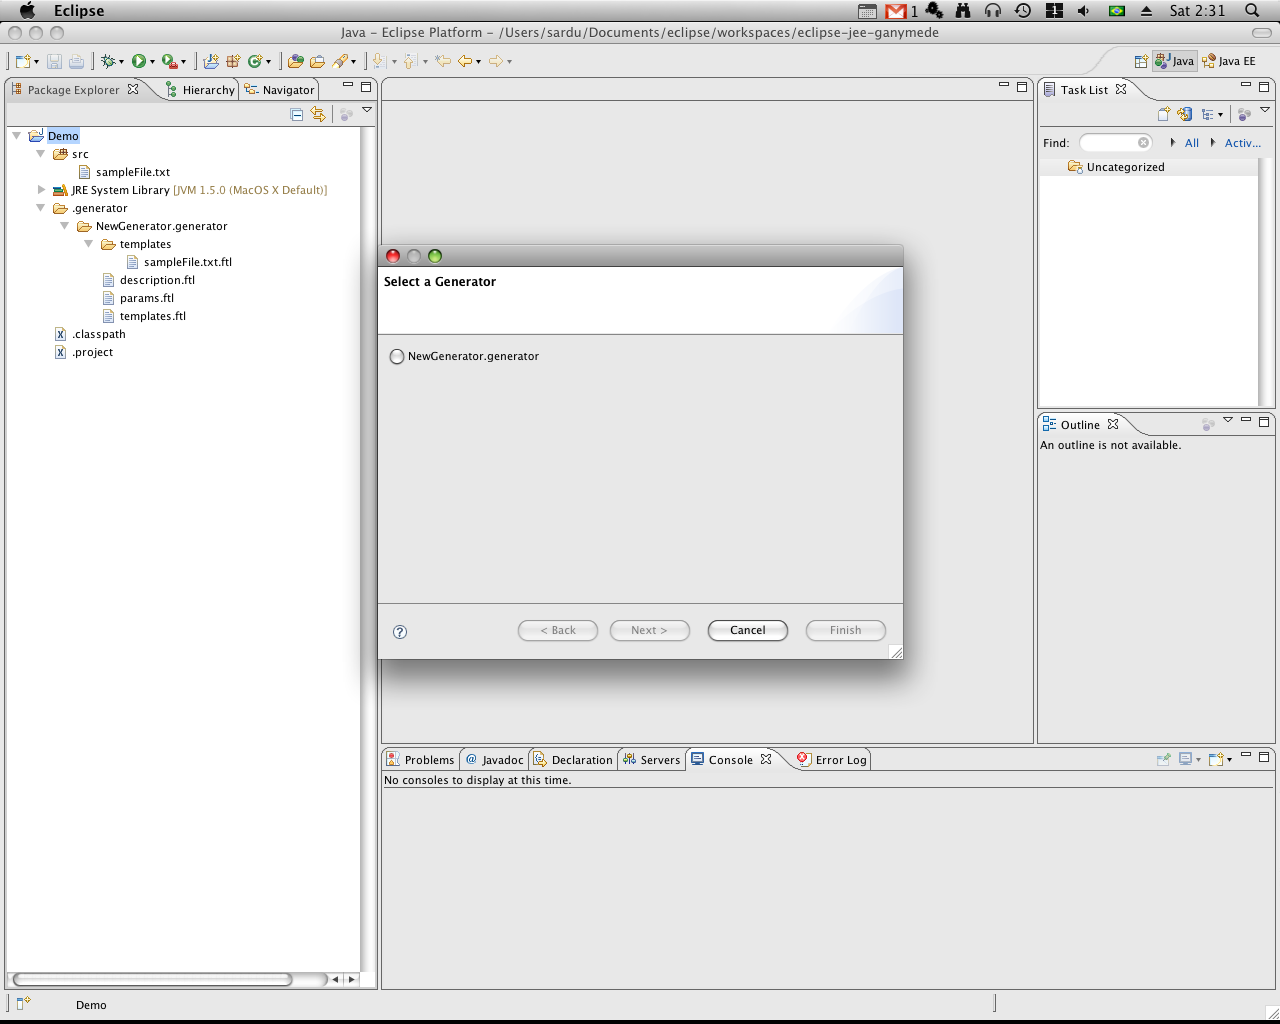 Eclipse
1
Sat 2:31
Java – Eclipse Platform – /Users/sardu/Documents/eclipse/workspaces/eclipse-jee-ganymede
Java
Java EE
Package Explorer
Hierarchy
Navigator
Demo
src
sampleFile.txt
JRE System Library [JVM 1.5.0 (MacOS X Default)]
.generator
NewGenerator.generator
templates
sampleFile.txt.ftl
description.ftl
params.ftl
templates.ftl
.classpath
.project
Select a Generator
NewGenerator.generator
?
< Back
Next >
Cancel
Finish
Task List
Find:
All
Activ...
Uncategorized
Outline
An outline is not available.
Problems
@ Javadoc
Declaration
Servers
Console
Error Log
No consoles to display at this time.
Demo